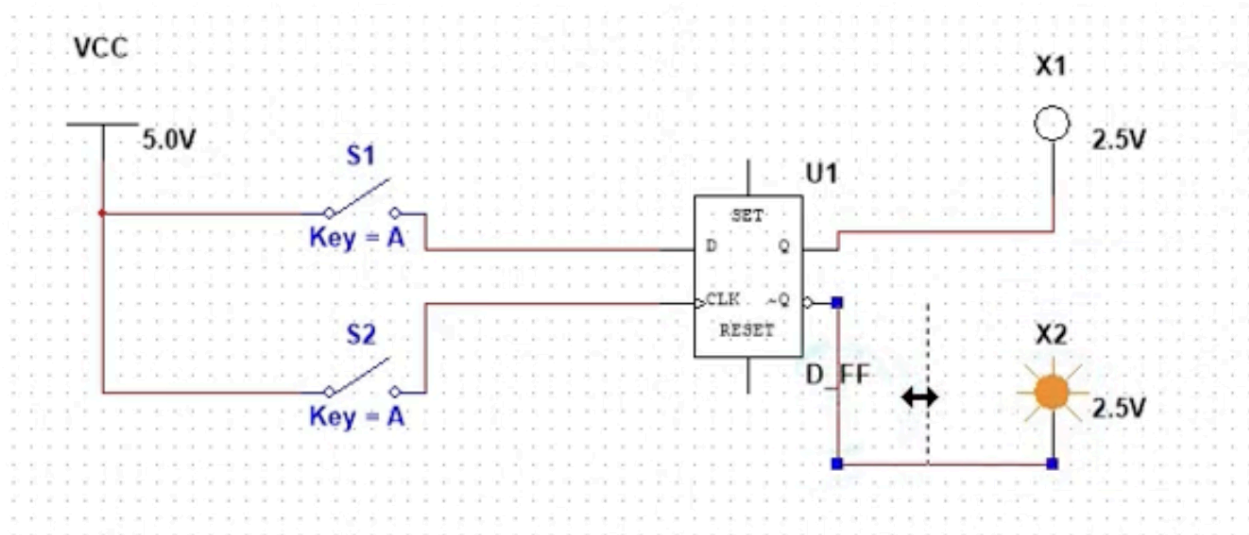 VCC
5.0V
S1
Key = A
S2
Key = A
U1
SET
D Q
CLK ~Q
RESET
D_FF
X1
2.5V
X2
2.5V